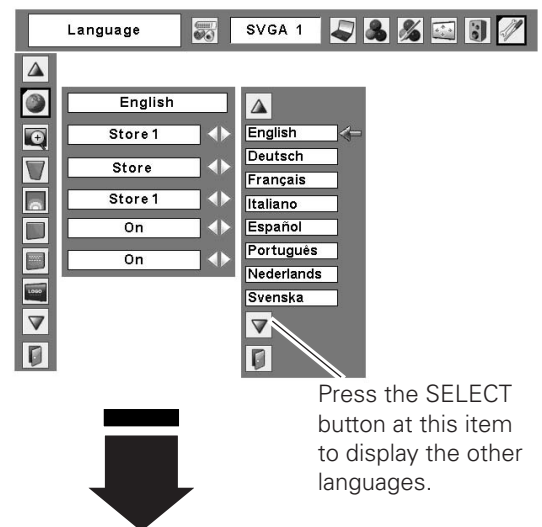 Language
SVGA 1
English
Store 1
Store
Store 1
On
On
LOGO
English
Deutsch
Français
Italiano
Español
Português
Nederlands
Svenska
Press the SELECT
button at this item
to display the other
languages.